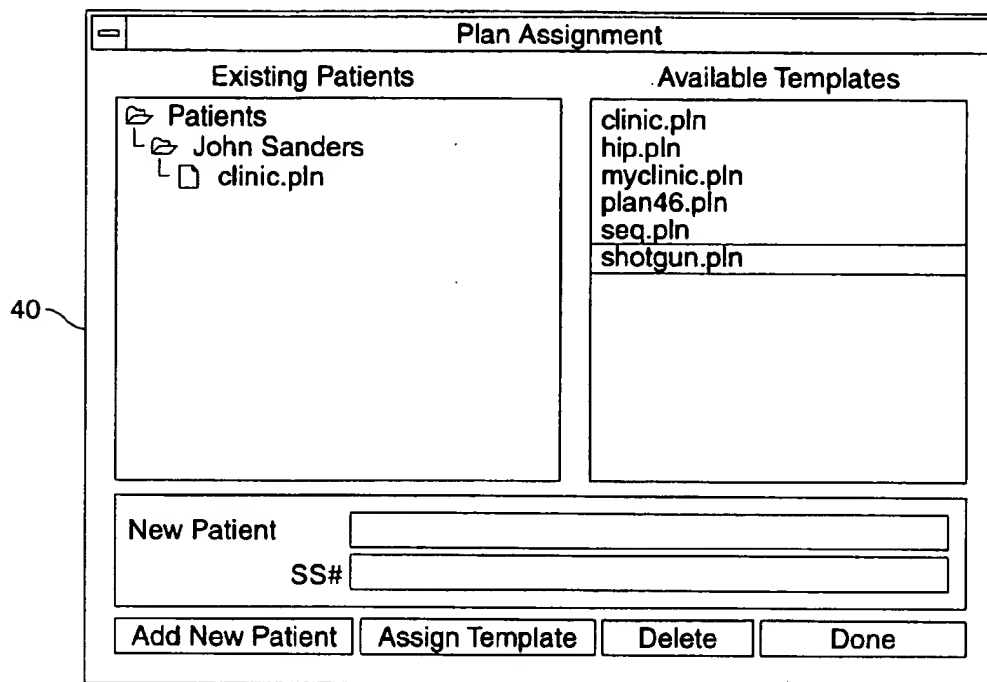 Plan Assignment
Existing Patients
Patients
John Sanders
clinic.pln
Available Templates
clinic.pln
hip.pln
myclinic.pln
plan46.pln
seq.pln
shotgun.pln
40
New Patient
SS#
Add New Patient
Assign Template
Delete
Done